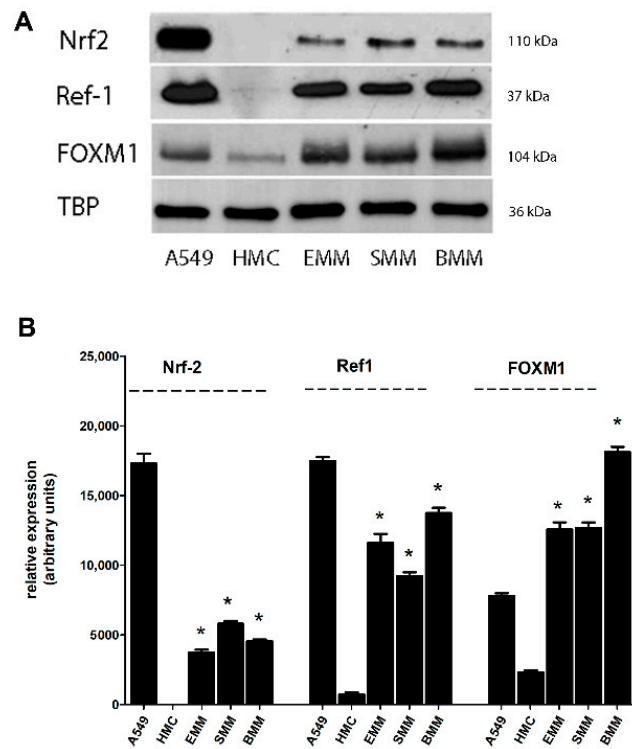 A
Nrf2 110 kDa
Ref-1 37 kDa
FOXM1 104 kDa
TBP 36 kDa
A549 HMC EMM SMM BMM
B
Nrf-2 Ref1 FOXM1
relative expression
(arbitrary units)
25,000
20,000
15,000
10,000
5000
0
* * * * * * * * *
A549 HMC EMM SMM BMM A549 HMC EMM SMM BMM A549 HMC EMM SMM BMM